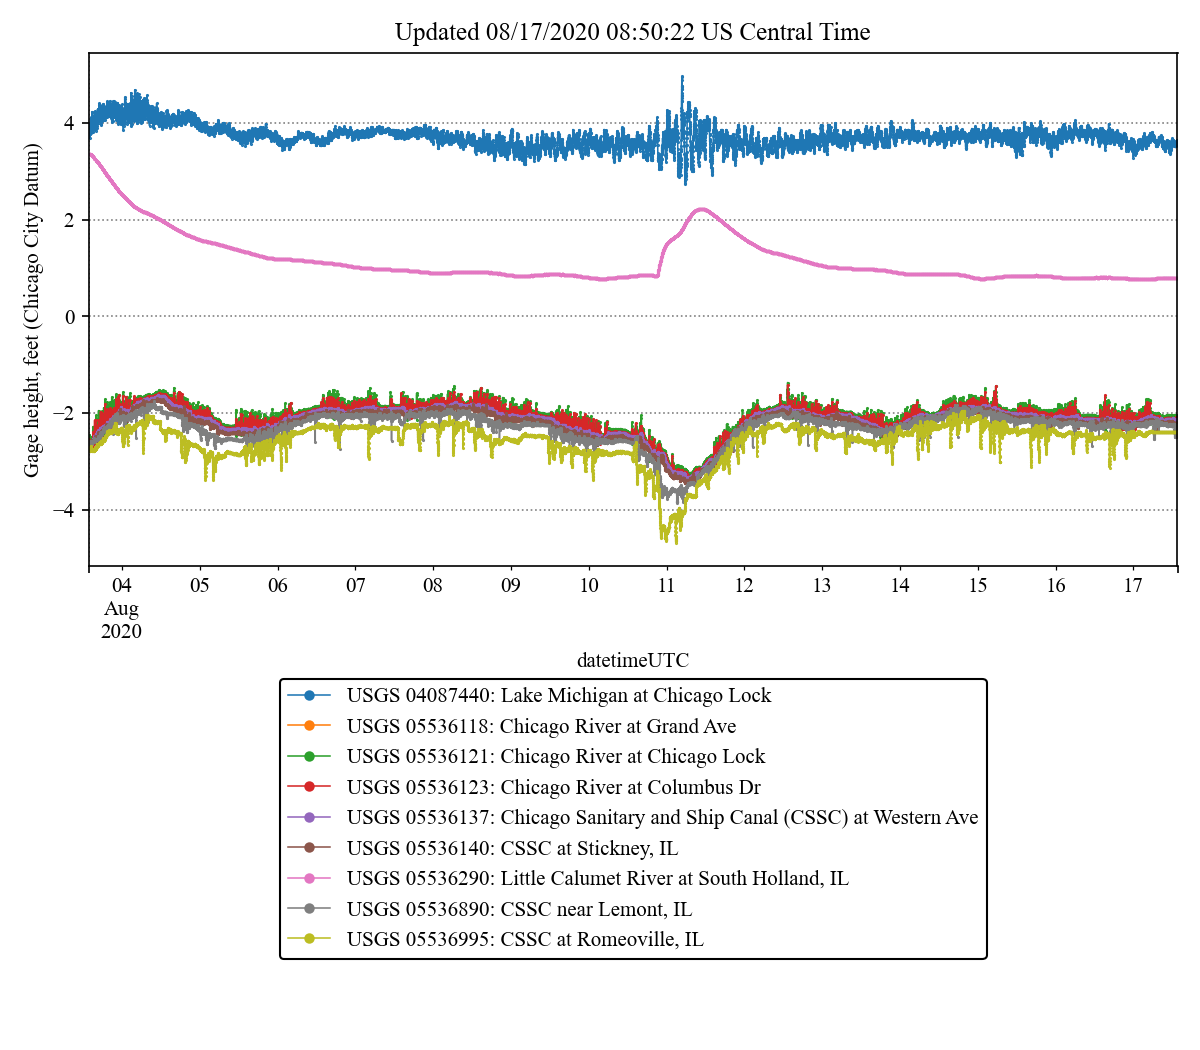 Updated 08/17/2020 08:50:22 US Central Time
Gage height, feet (Chicago City Datum)
4
2
0
−2
−4
04 05 06 07 08 09 10 11 12 13 14 15 16 17
Aug
2020
datetimeUTC
USGS 04087440: Lake Michigan at Chicago Lock
USGS 05536118: Chicago River at Grand Ave
USGS 05536121: Chicago River at Chicago Lock
USGS 05536123: Chicago River at Columbus Dr
USGS 05536137: Chicago Sanitary and Ship Canal (CSSC) at Western Ave
USGS 05536140: CSSC at Stickney, IL
USGS 05536290: Little Calumet River at South Holland, IL
USGS 05536890: CSSC near Lemont, IL
USGS 05536995: CSSC at Romeoville, IL